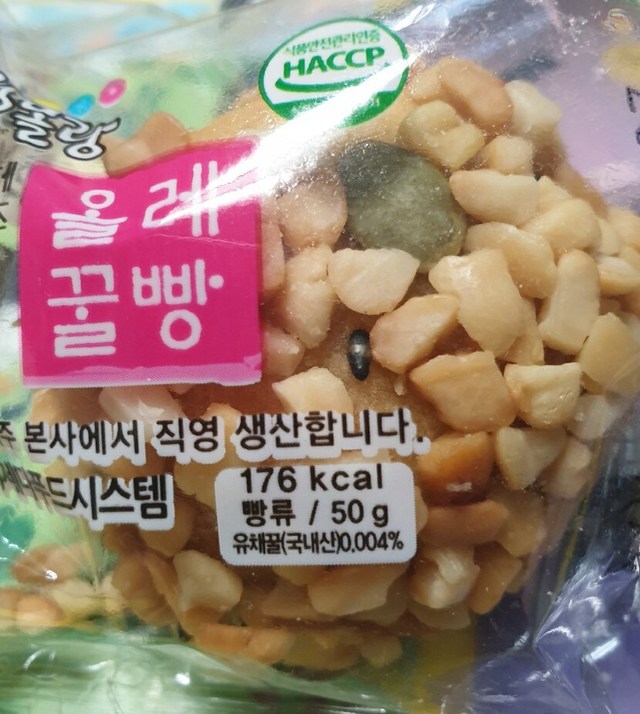 식품안전관리인증
HACCP
몰랑
올레
꿀빵
주 본사에서 직영 생산합니다.
푸드시스템
176 kcal
빵류 / 50 g
유채꿀(국내산)0.004%